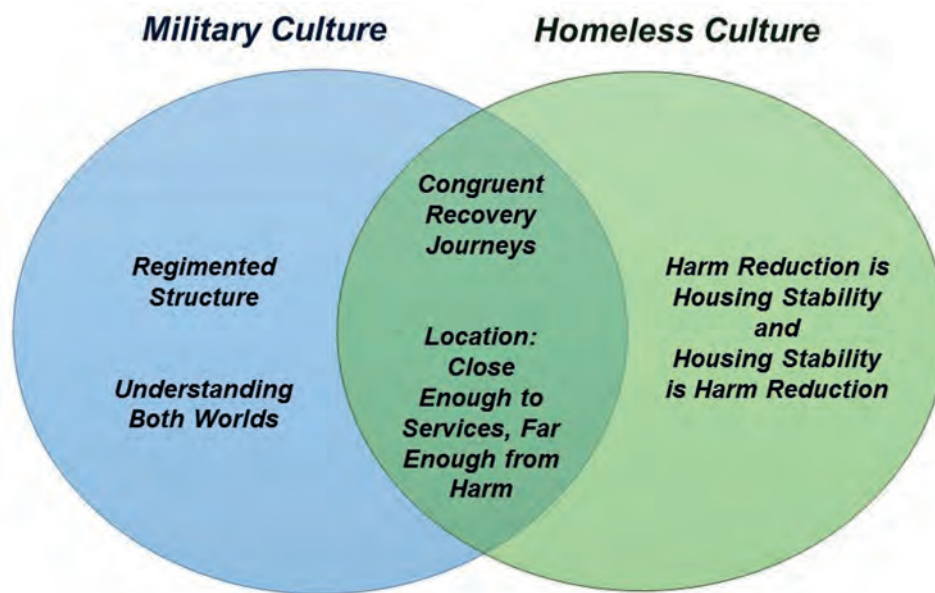 Military Culture
Homeless Culture
Regimented
Structure
Understanding
Both Worlds
Congruent
Recovery
Journeys
Location:
Close
Enough to
Services, Far
Enough from
Harm
Harm Reduction is
Housing Stability
and
Housing Stability
is Harm Reduction